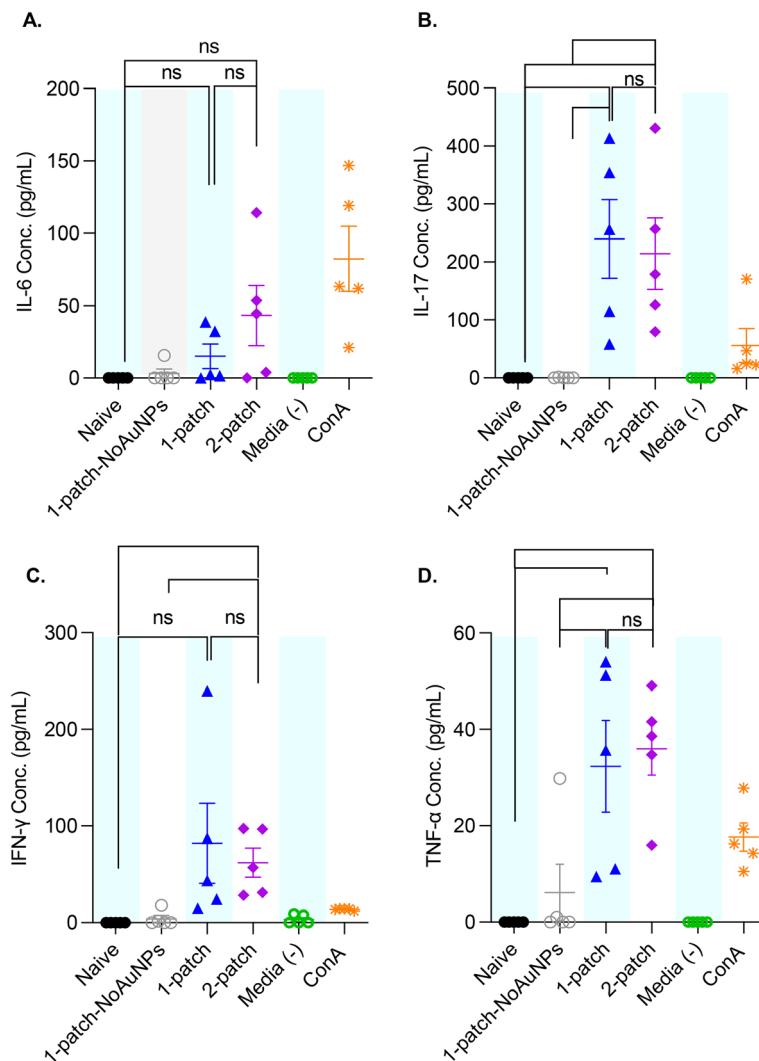 A.
ns
ns
ns
200
150
100
50
0
IL-6 Conc. (pg/mL)
Naive
1-patch-NoAuNPs
1-patch
2-patch
Media (-)
ConA
B.
ns
500
400
300
200
100
0
IL-17 Conc. (pg/mL)
Naive
1-patch-NoAuNPs
1-patch
2-patch
Media (-)
ConA
C.
ns
ns
300
200
100
0
IFN-γ Conc. (pg/mL)
Naive
1-patch-NoAuNPs
1-patch
2-patch
Media (-)
ConA
D.
ns
60
40
20
0
TNF-α Conc. (pg/mL)
Naive
1-patch-NoAuNPs
1-patch
2-patch
Media (-)
ConA